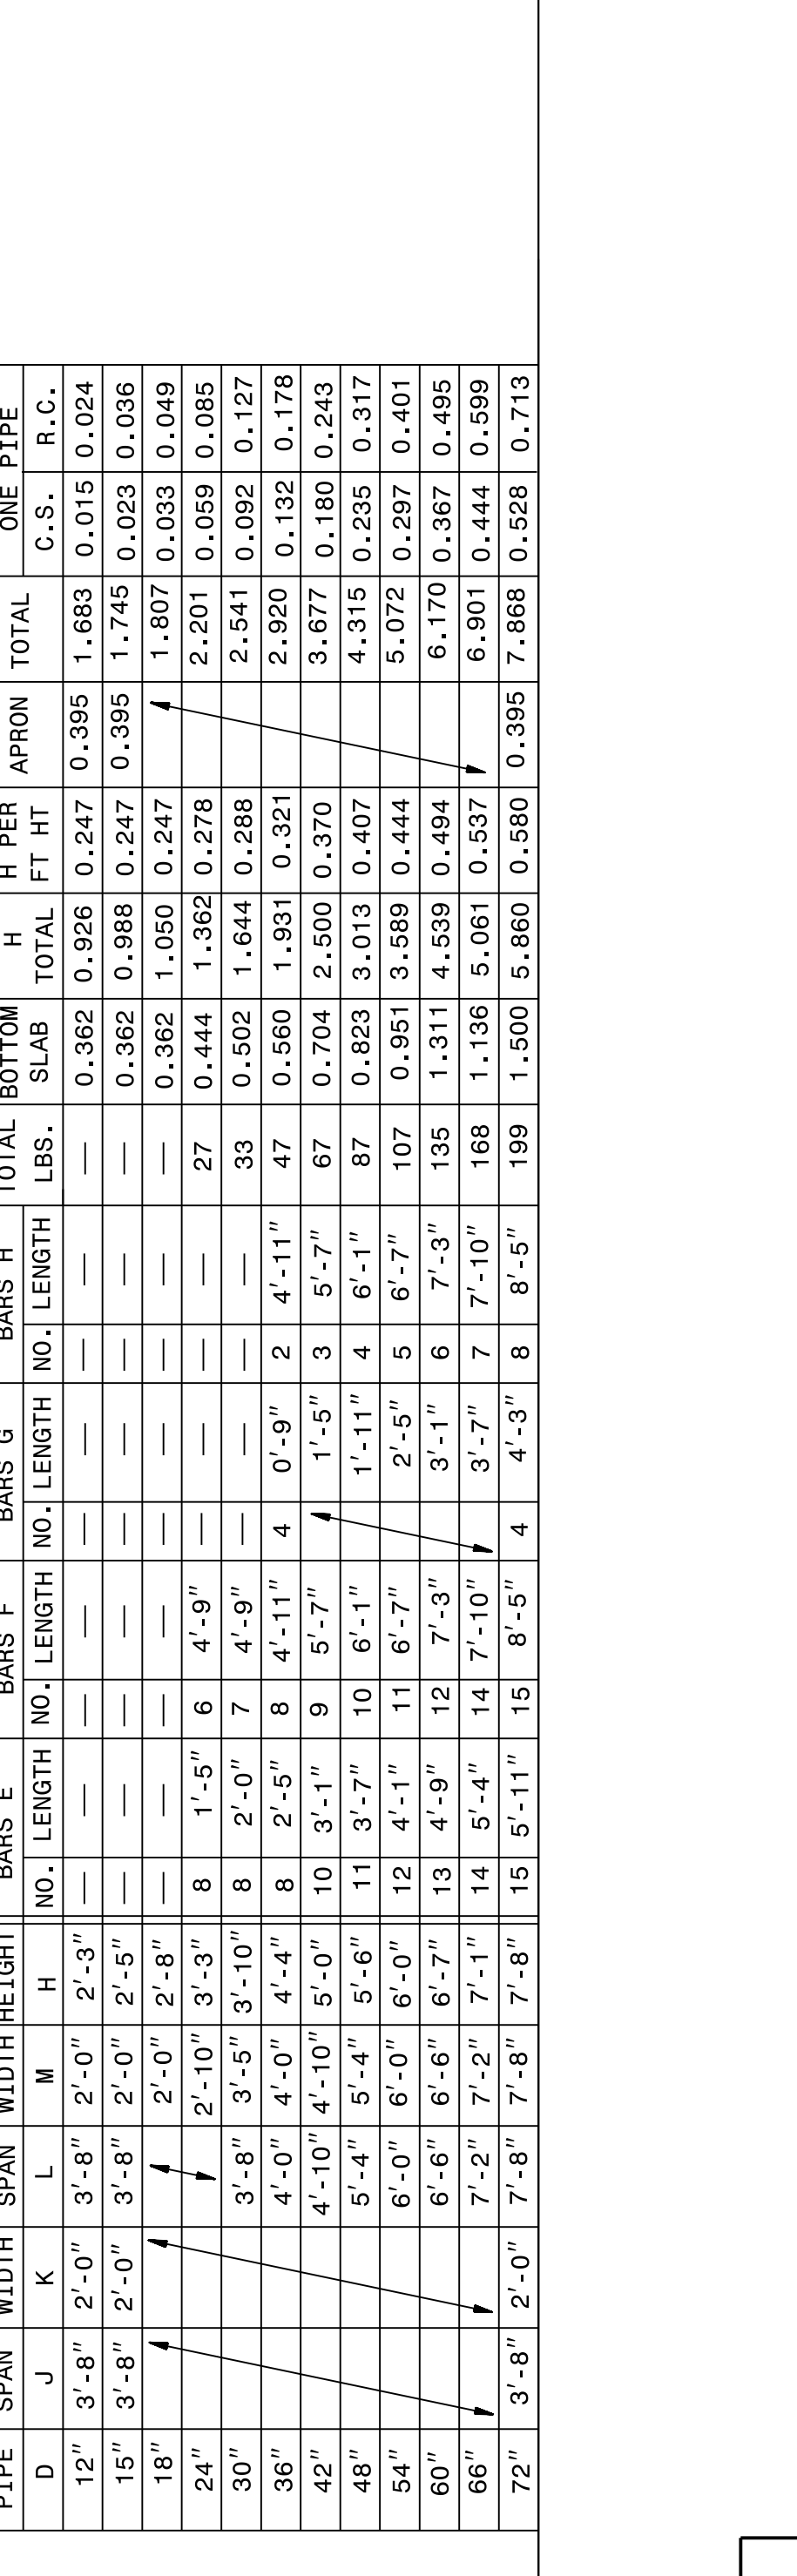 PIPE SPAN WIDTH SPAN WIDTH HEIGHT BARS E BARS F BARS G BARS H TOTAL BOTTOM H H PER APRON TOTAL ONE PIPE
D J K L M H NO. LENGTH NO. LENGTH NO. LENGTH NO. LENGTH LBS. SLAB TOTAL FT HT C.S. R.C.
12" 3'-8" 2'-0" 3'-8" 2'-0" 2'-3" — — — — — — — — — 0.362 0.926 0.247 0.395 1.683 0.015 0.024
15" 3'-8" 2'-0" 3'-8" 2'-0" 2'-5" — — — — — — — — — 0.362 0.988 0.247 0.395 1.745 0.023 0.036
18" 2'-0" 2'-8" — — — — — — — — — 0.362 1.050 0.247 1.807 0.033 0.049
24" 2'-10" 3'-3" 8 1'-5" 6 4'-9" — — — — 27 0.444 1.362 0.278 2.201 0.059 0.085
30" 3'-8" 3'-5" 3'-10" 8 2'-0" 7 4'-9" — — — — 33 0.502 1.644 0.288 2.541 0.092 0.127
36" 4'-0" 4'-0" 4'-4" 8 2'-5" 8 4'-11" 4 0'-9" 2 4'-11" 47 0.560 1.931 0.321 2.920 0.132 0.178
42" 4'-10" 4'-10" 5'-0" 10 3'-1" 9 5'-7" 1'-5" 3 5'-7" 67 0.704 2.500 0.370 3.677 0.180 0.243
48" 5'-4" 5'-4" 5'-6" 11 3'-7" 10 6'-1" 1'-11" 4 6'-1" 87 0.823 3.013 0.407 4.315 0.235 0.317
54" 6'-0" 6'-0" 6'-0" 12 4'-1" 11 6'-7" 2'-5" 5 6'-7" 107 0.951 3.589 0.444 5.072 0.297 0.401
60" 6'-6" 6'-6" 6'-7" 13 4'-9" 12 7'-3" 3'-1" 6 7'-3" 135 1.311 4.539 0.494 6.170 0.367 0.495
66" 7'-2" 7'-2" 7'-1" 14 5'-4" 14 7'-10" 3'-7" 7 7'-10" 168 1.136 5.061 0.537 6.901 0.444 0.599
72" 3'-8" 2'-0" 7'-8" 7'-8" 7'-8" 15 5'-11" 15 8'-5" 4 4'-3" 8 8'-5" 199 1.500 5.860 0.580 0.395 7.868 0.528 0.713